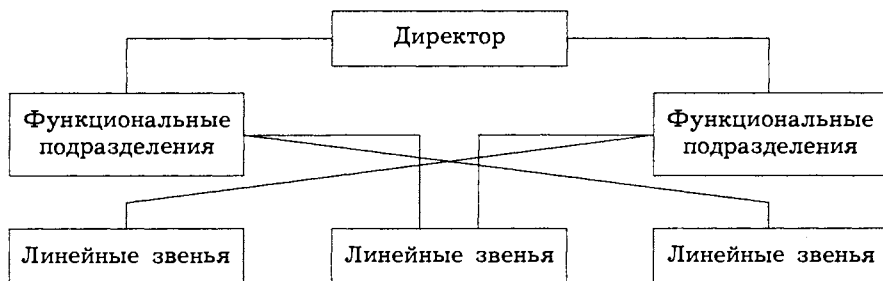 Директор
Функциональные
подразделения
Функциональные
подразделения
Линейные звенья
Линейные звенья
Линейные звенья